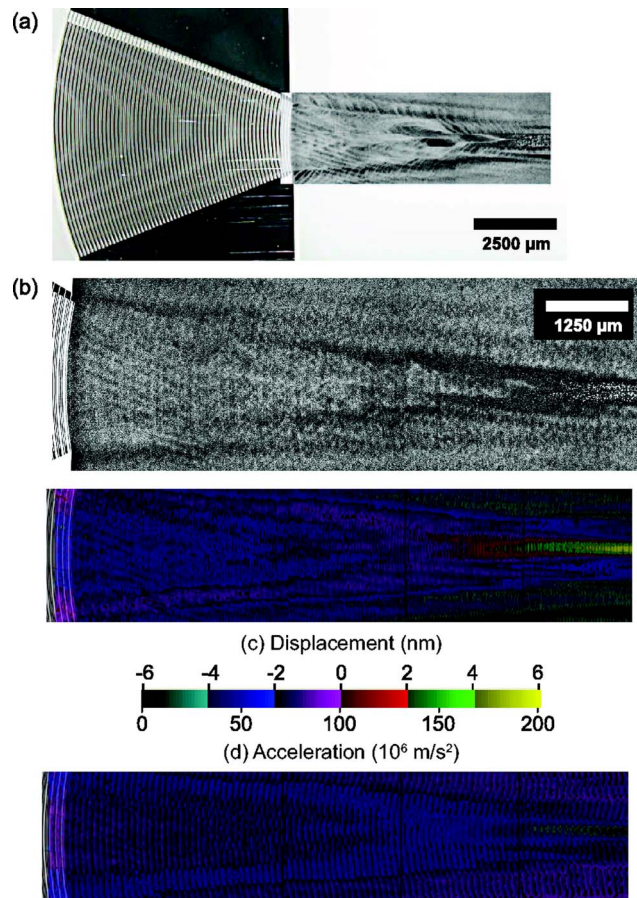 (a)
2500 µm
(b)
1250 µm
(c) Displacement (nm)
-6 -4 -2 0 2 4 6
0 50 100 150 200
(d) Acceleration (10⁶ m/s²)